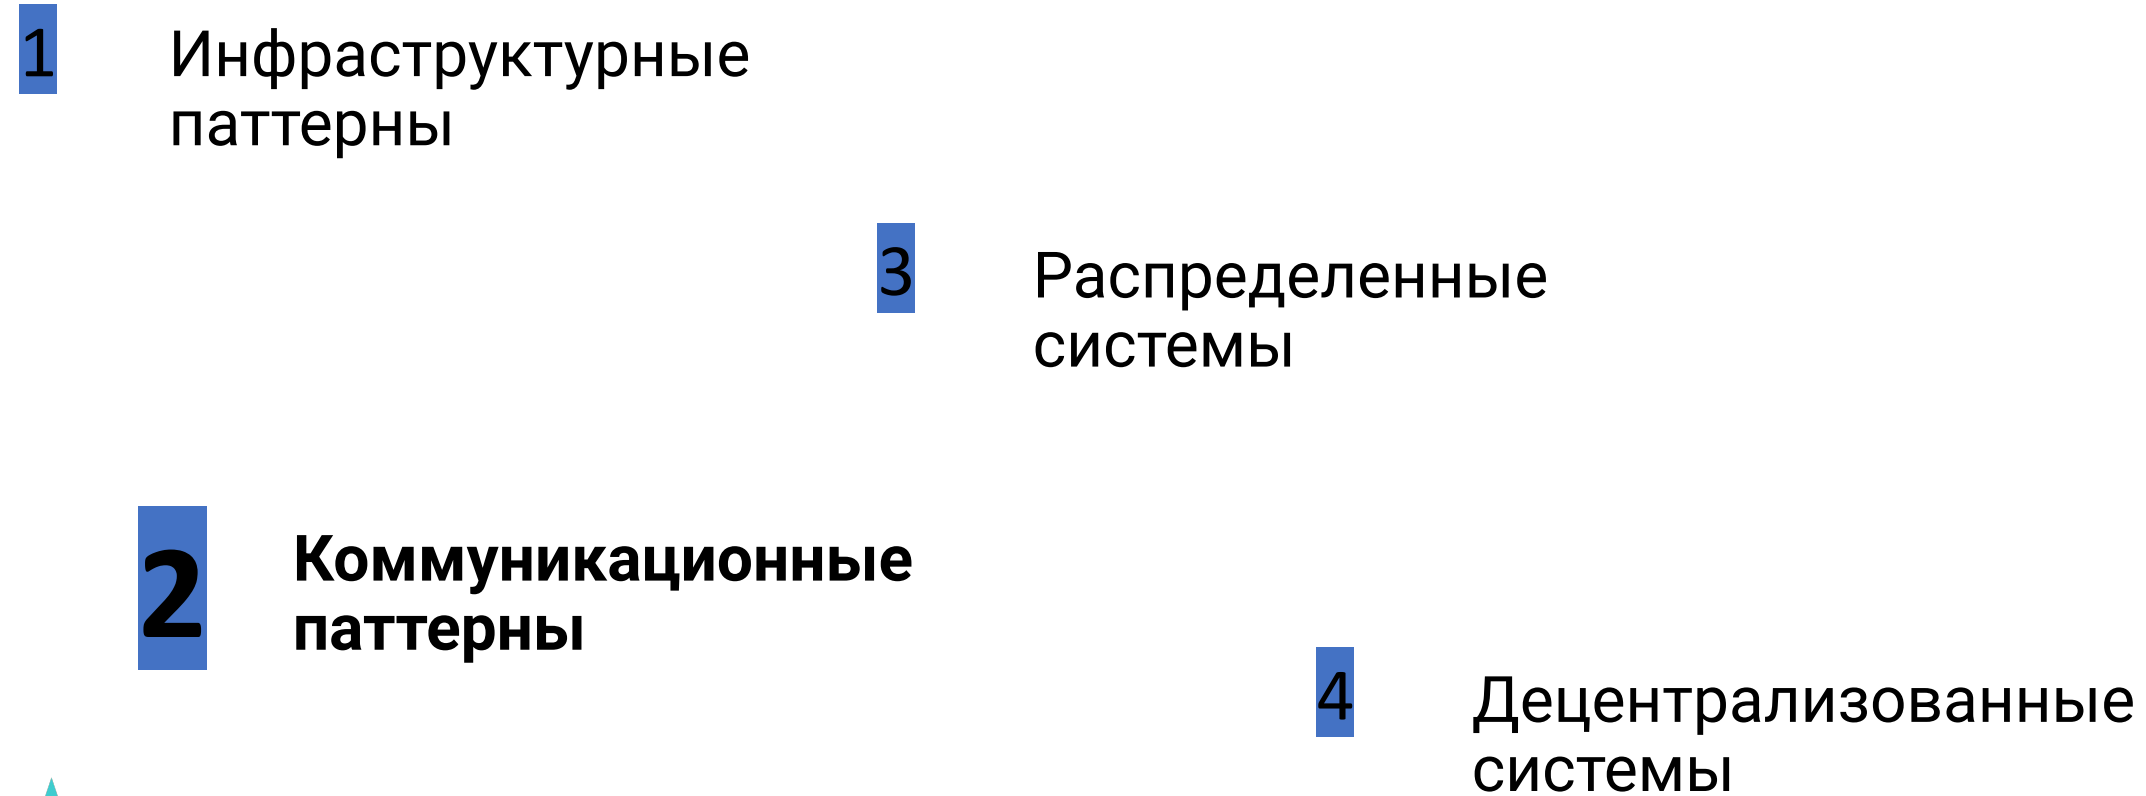 1
Инфраструктурные
паттерны
2
Коммуникационные
паттерны
3
Распределенные
системы
4
Децентрализованные
системы